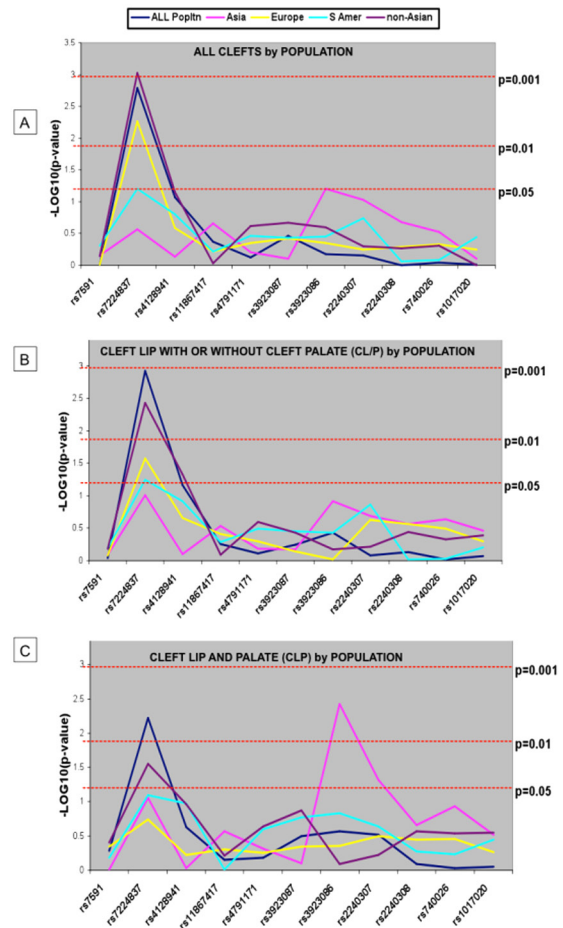 ALL Popltn Asia Europe S Amer non-Asian
A
ALL CLEFTS by POPULATION
-LOG10(p-value)
3.5
3
2.5
2
1.5
1
0.5
0
p=0.001
p=0.01
p=0.05
rs7591 rs7224837 rs4128941 rs11867417 rs4791171 rs3923087 rs3923086 rs2240307 rs2240308 rs740026 rs1017020
B
CLEFT LIP WITH OR WITHOUT CLEFT PALATE (CL/P) by POPULATION
-LOG10(p-value)
3
2.5
2
1.5
1
0.5
0
p=0.001
p=0.01
p=0.05
rs7591 rs7224837 rs4128941 rs11867417 rs4791171 rs3923087 rs3923086 rs2240307 rs2240308 rs740026 rs1017020
C
CLEFT LIP AND PALATE (CLP) by POPULATION
-LOG10(p-value)
3
2.5
2
1.5
1
0.5
0
p=0.001
p=0.01
p=0.05
rs7591 rs7224837 rs4128941 rs11867417 rs4791171 rs3923087 rs3923086 rs2240307 rs2240308 rs740026 rs1017020